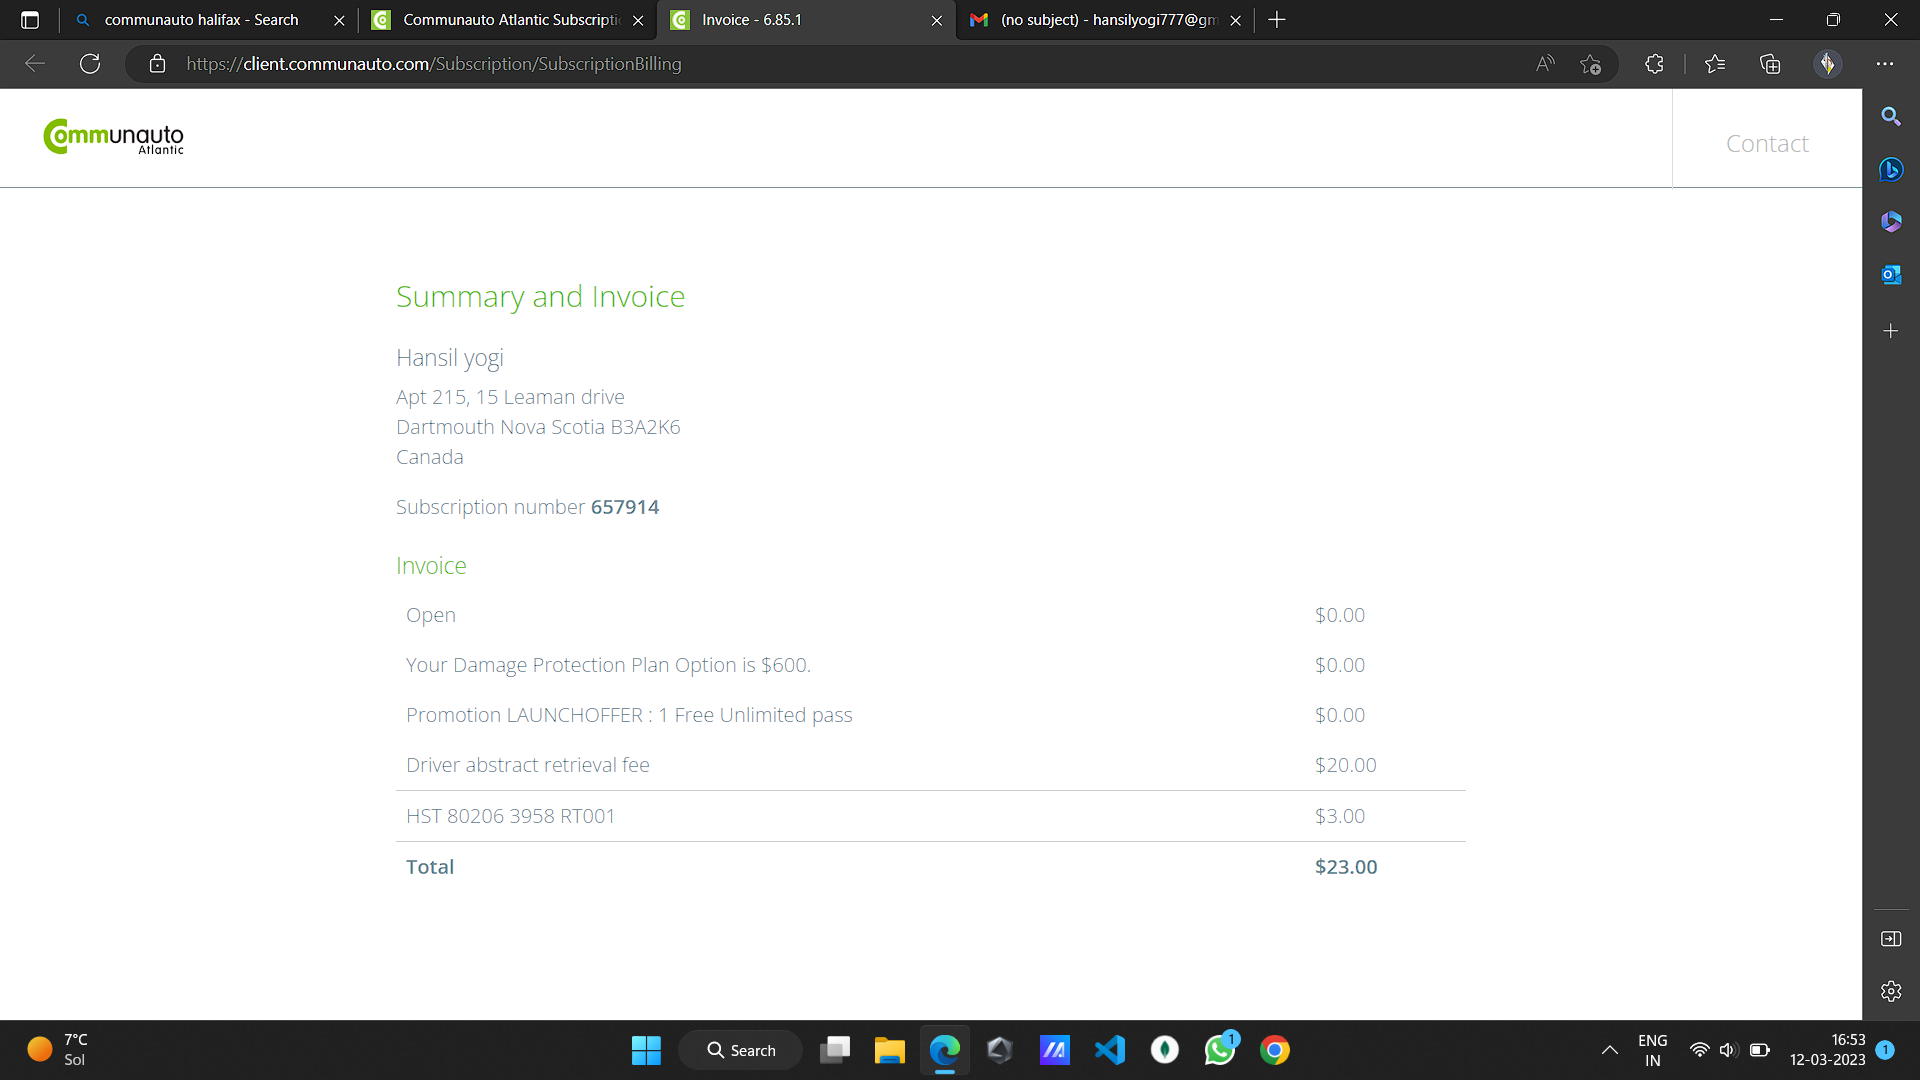 communauto halifax - Search
Communauto Atlantic Subscripti
Invoice - 6.85.1
(no subject) - hansilyogi777@gm
https://client.communauto.com/Subscription/SubscriptionBilling
Communauto
Atlantic
Contact
Summary and Invoice
Hansil yogi
Apt 215, 15 Leaman drive
Dartmouth Nova Scotia B3A2K6
Canada
Subscription number 657914
Invoice
Open $0.00
Your Damage Protection Plan Option is $600. $0.00
Promotion LAUNCHOFFER : 1 Free Unlimited pass $0.00
Driver abstract retrieval fee $20.00
HST 80206 3958 RT001 $3.00
Total $23.00
7°C
Sol
Search
1
ENG
IN
16:53
12-03-2023
1